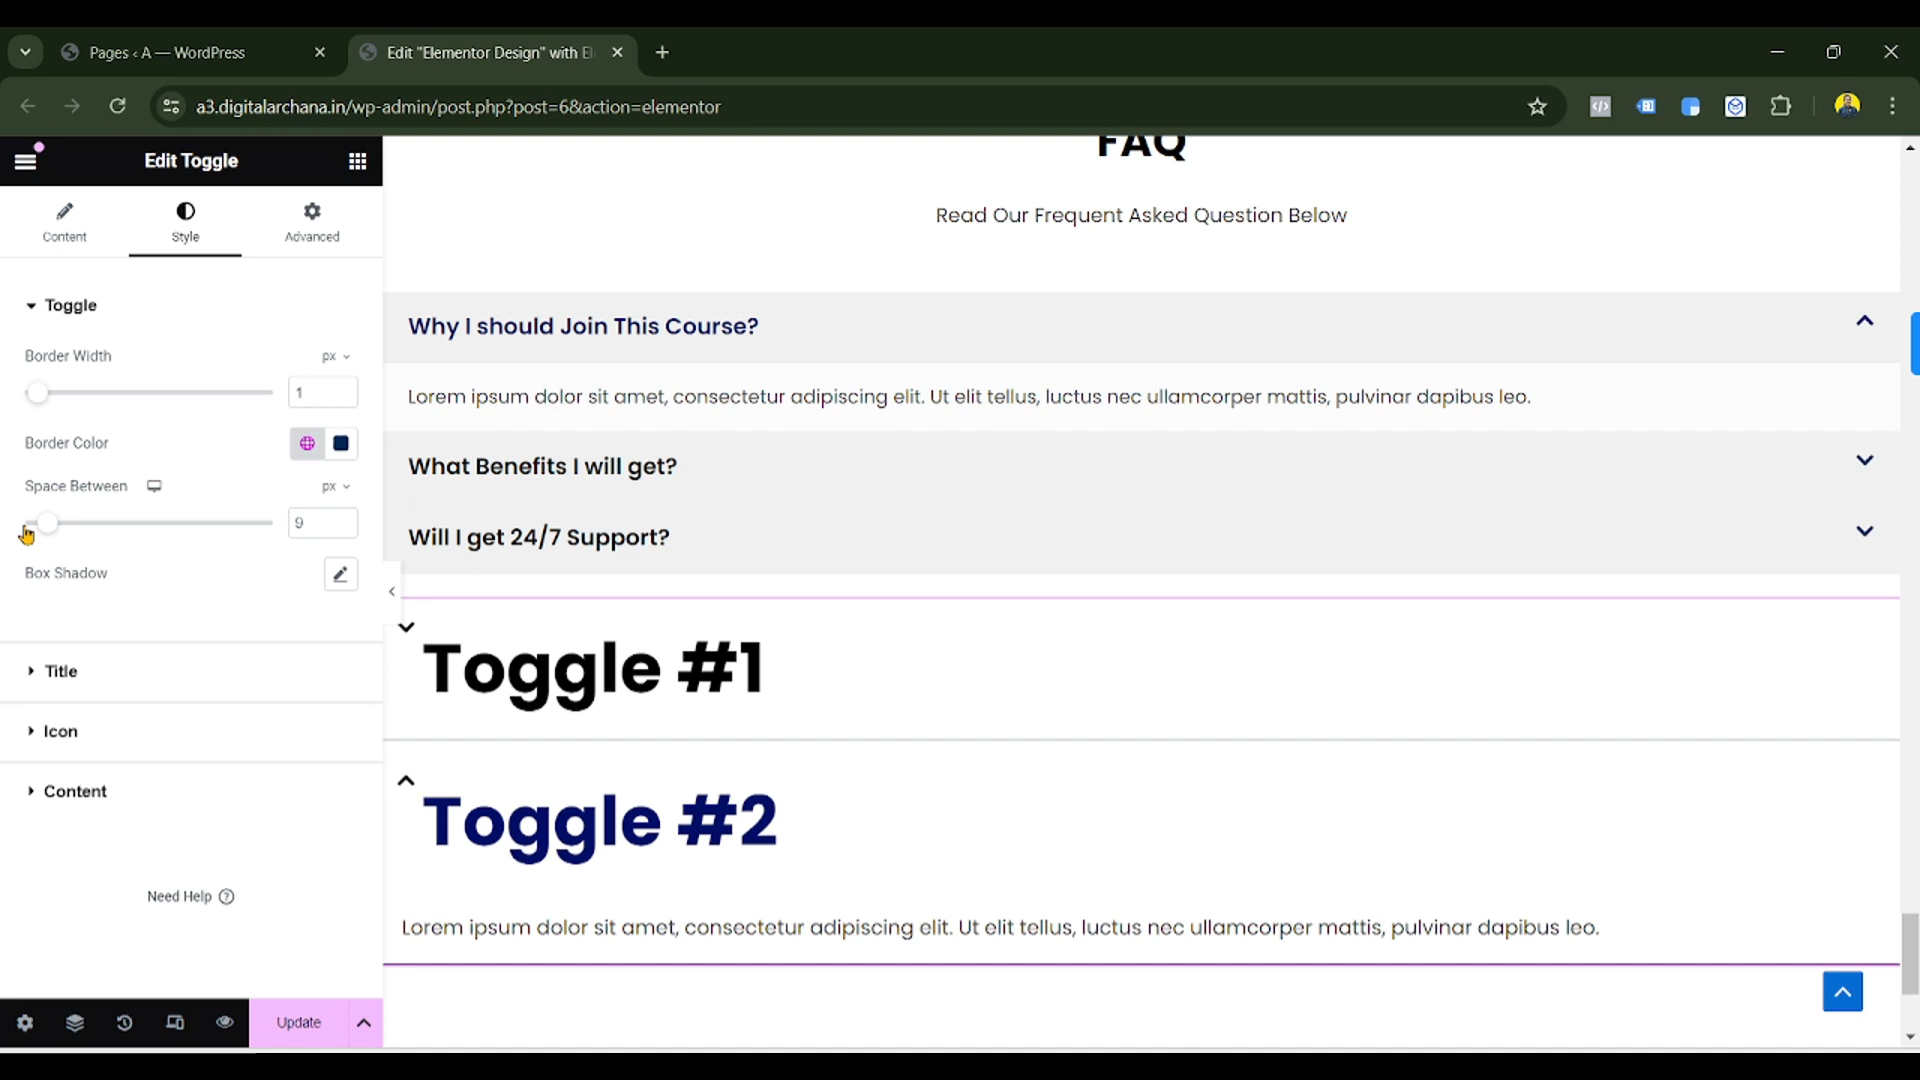 Pages ‹ A — WordPress
Edit "Elementor Design" with El
a3.digitalarchana.in/wp-admin/post.php?post=6&action=elementor
Edit Toggle
Content
Style
Advanced
Toggle
Border Width
px
1
Border Color
Space Between
px
9
Box Shadow
Title
Icon
Content
Need Help
Update
FAQ
Read Our Frequent Asked Question Below
Why I should Join This Course?
Lorem ipsum dolor sit amet, consectetur adipiscing elit. Ut elit tellus, luctus nec ullamcorper mattis, pulvinar dapibus leo.
What Benefits I will get?
Will I get 24/7 Support?
Toggle #1
Toggle #2
Lorem ipsum dolor sit amet, consectetur adipiscing elit. Ut elit tellus, luctus nec ullamcorper mattis, pulvinar dapibus leo.